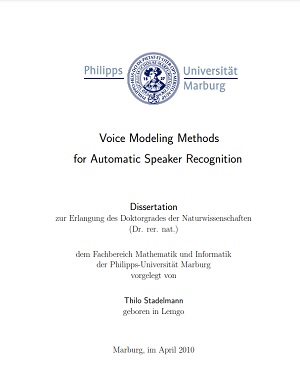 Philipps Universität
Marburg
Voice Modeling Methods
for Automatic Speaker Recognition
Dissertation
zur Erlangung des Doktorgrades der Naturwissenschaften
(Dr. rer. nat.)
dem Fachbereich Mathematik und Informatik
der Philipps-Universität Marburg
vorgelegt von
Thilo Stadelmann
geboren in Lemgo
Marburg, im April 2010